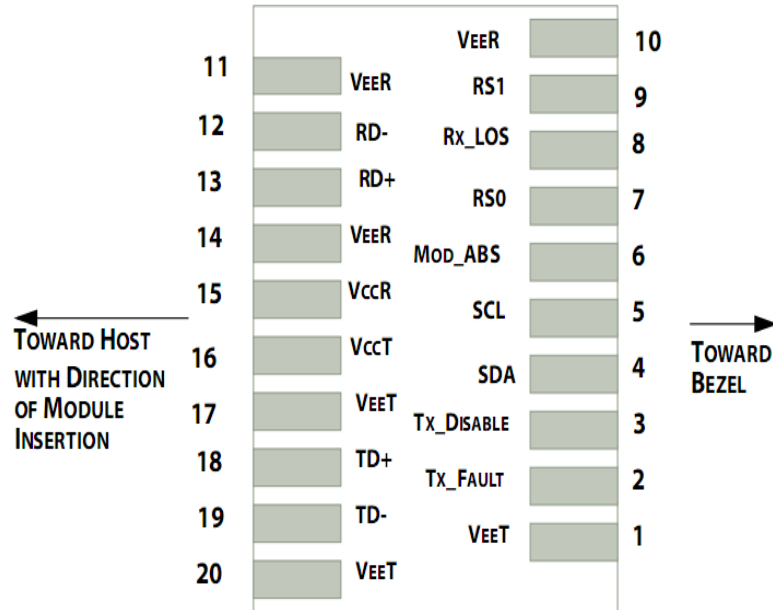 VEER 10
11 VEER
RS1 9
12 RD-
RX_LOS 8
13 RD+
RS0 7
14 VEER
MOD_ABS 6
15 VCCR
SCL 5
TOWARD HOST
WITH DIRECTION
OF MODULE
INSERTION
16 VCCT
SDA 4
TOWARD
BEZEL
17 VEET
TX_DISABLE 3
18 TD+
TX_FAULT 2
19 TD-
VEET 1
20 VEET